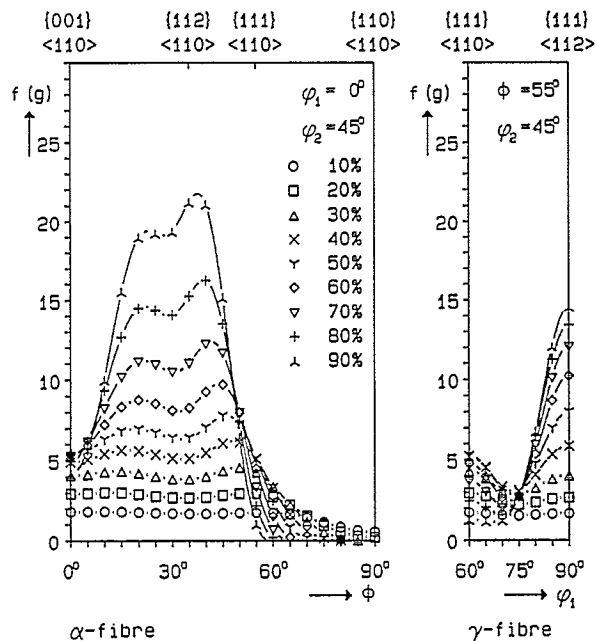 {001} {112} {111} {110}
<110> <110> <110> <110>
f(g)
φ₁ = 0°
φ₂ = 45°
10%
20%
30%
40%
50%
60%
70%
80%
90%
25
20
15
10
5
0
0° 30° 60° 90°
Φ
α-fibre
{111} {111}
<110> <112>
f(g)
Φ = 55°
φ₂ = 45°
25
20
15
10
5
0
60° 75° 90°
φ₁
γ-fibre